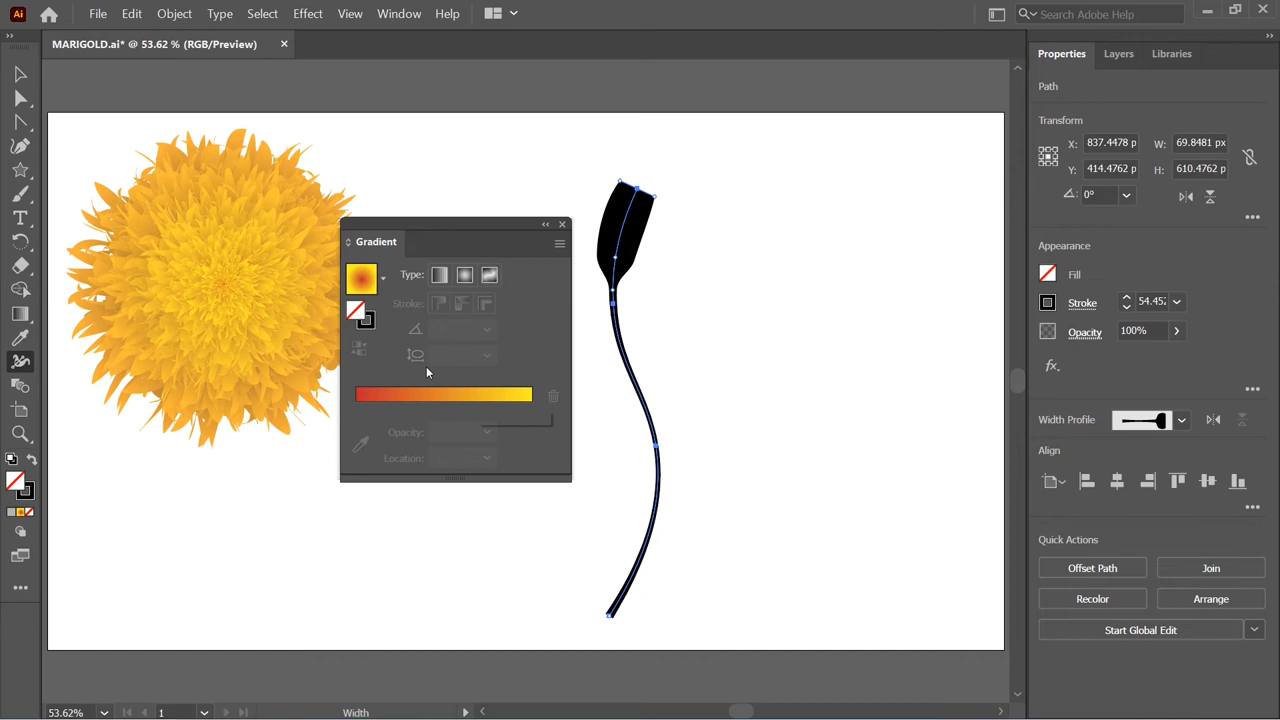 Ai
File
Edit
Object
Type
Select
Effect
View
Window
Help
Search Adobe Help
MARIGOLD.ai* @ 53.62 % (RGB/Preview)
Gradient
Type:
Stroke:
Opacity:
Location:
Properties
Layers
Libraries
Path
Transform
X:
837.4478 p
W:
69.8481 px
Y:
414.4762 p
H:
610.4762 px
0°
Appearance
Fill
Stroke
54.452
Opacity
100%
fx.
Width Profile
Align
Quick Actions
Offset Path
Join
Recolor
Arrange
Start Global Edit
53.62%
1
Width